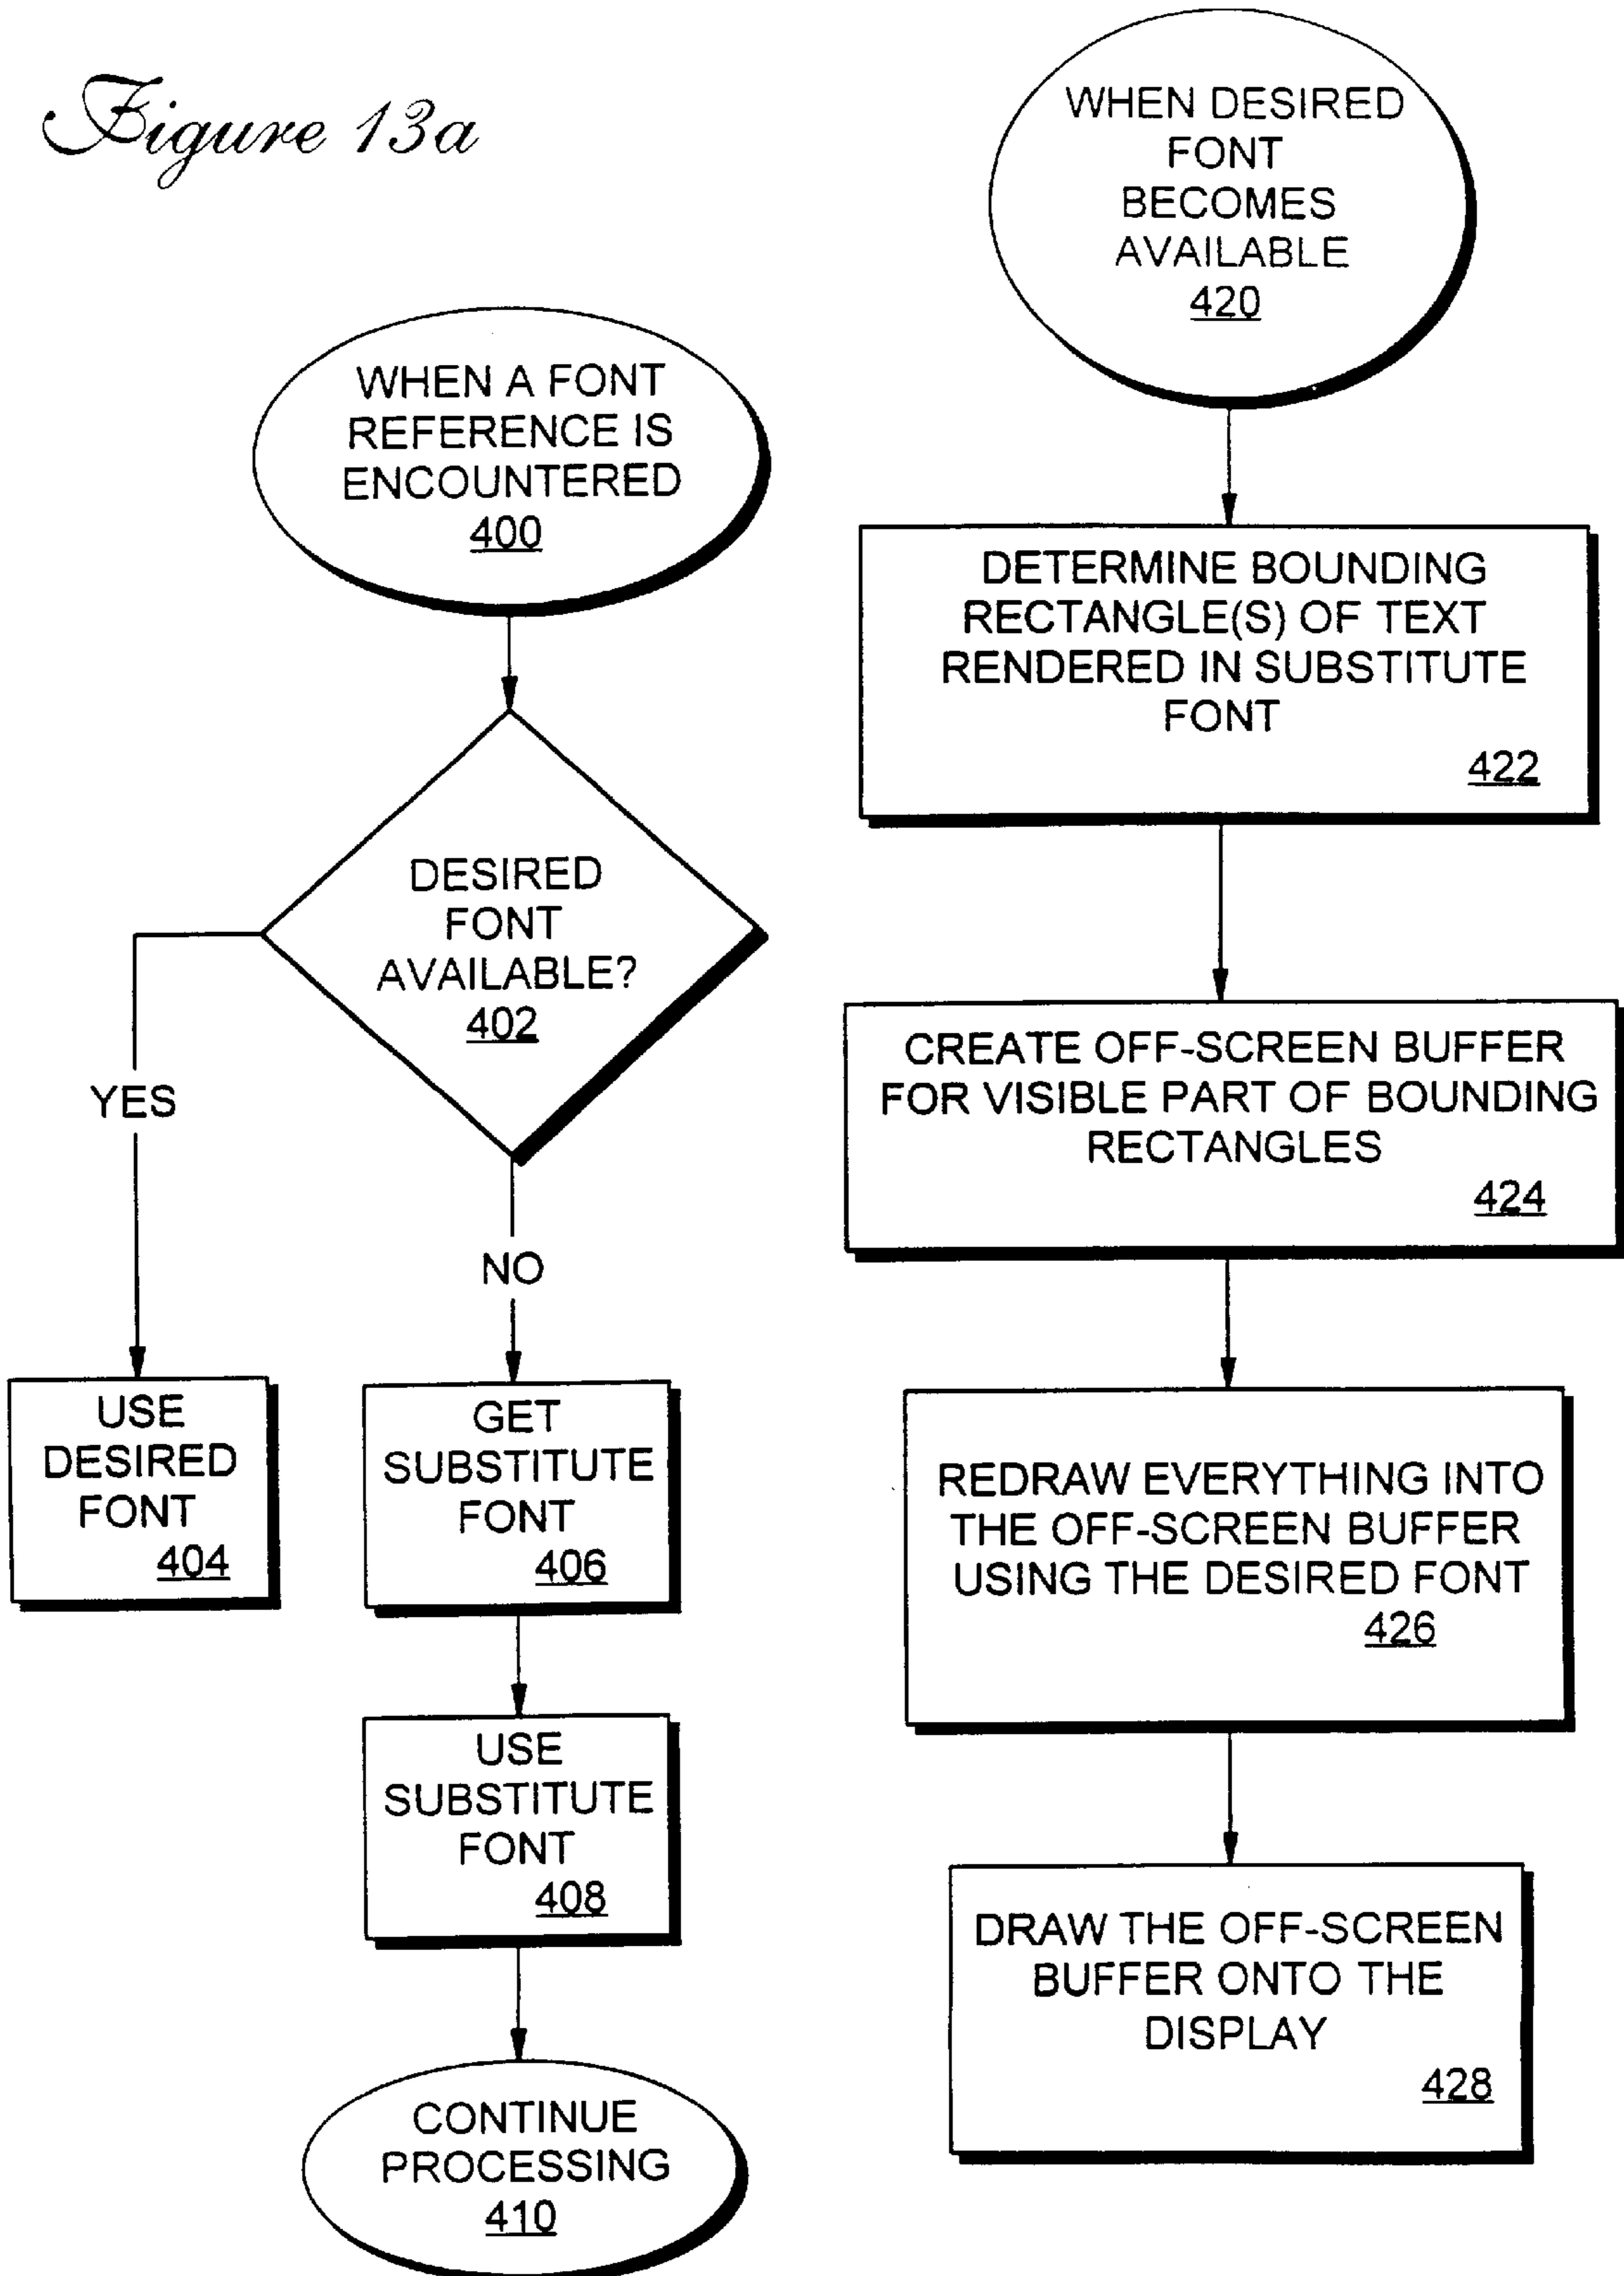 Figure 13a
WHEN A FONT
REFERENCE IS
ENCOUNTERED
400
DESIRED
FONT
AVAILABLE?
402
YES
NO
USE
DESIRED
FONT
404
GET
SUBSTITUTE
FONT
406
USE
SUBSTITUTE
FONT
408
CONTINUE
PROCESSING
410
WHEN DESIRED
FONT
BECOMES
AVAILABLE
420
DETERMINE BOUNDING
RECTANGLE(S) OF TEXT
RENDERED IN SUBSTITUTE
FONT
422
CREATE OFF-SCREEN BUFFER
FOR VISIBLE PART OF BOUNDING
RECTANGLES
424
REDRAW EVERYTHING INTO
THE OFF-SCREEN BUFFER
USING THE DESIRED FONT
426
DRAW THE OFF-SCREEN
BUFFER ONTO THE
DISPLAY
428